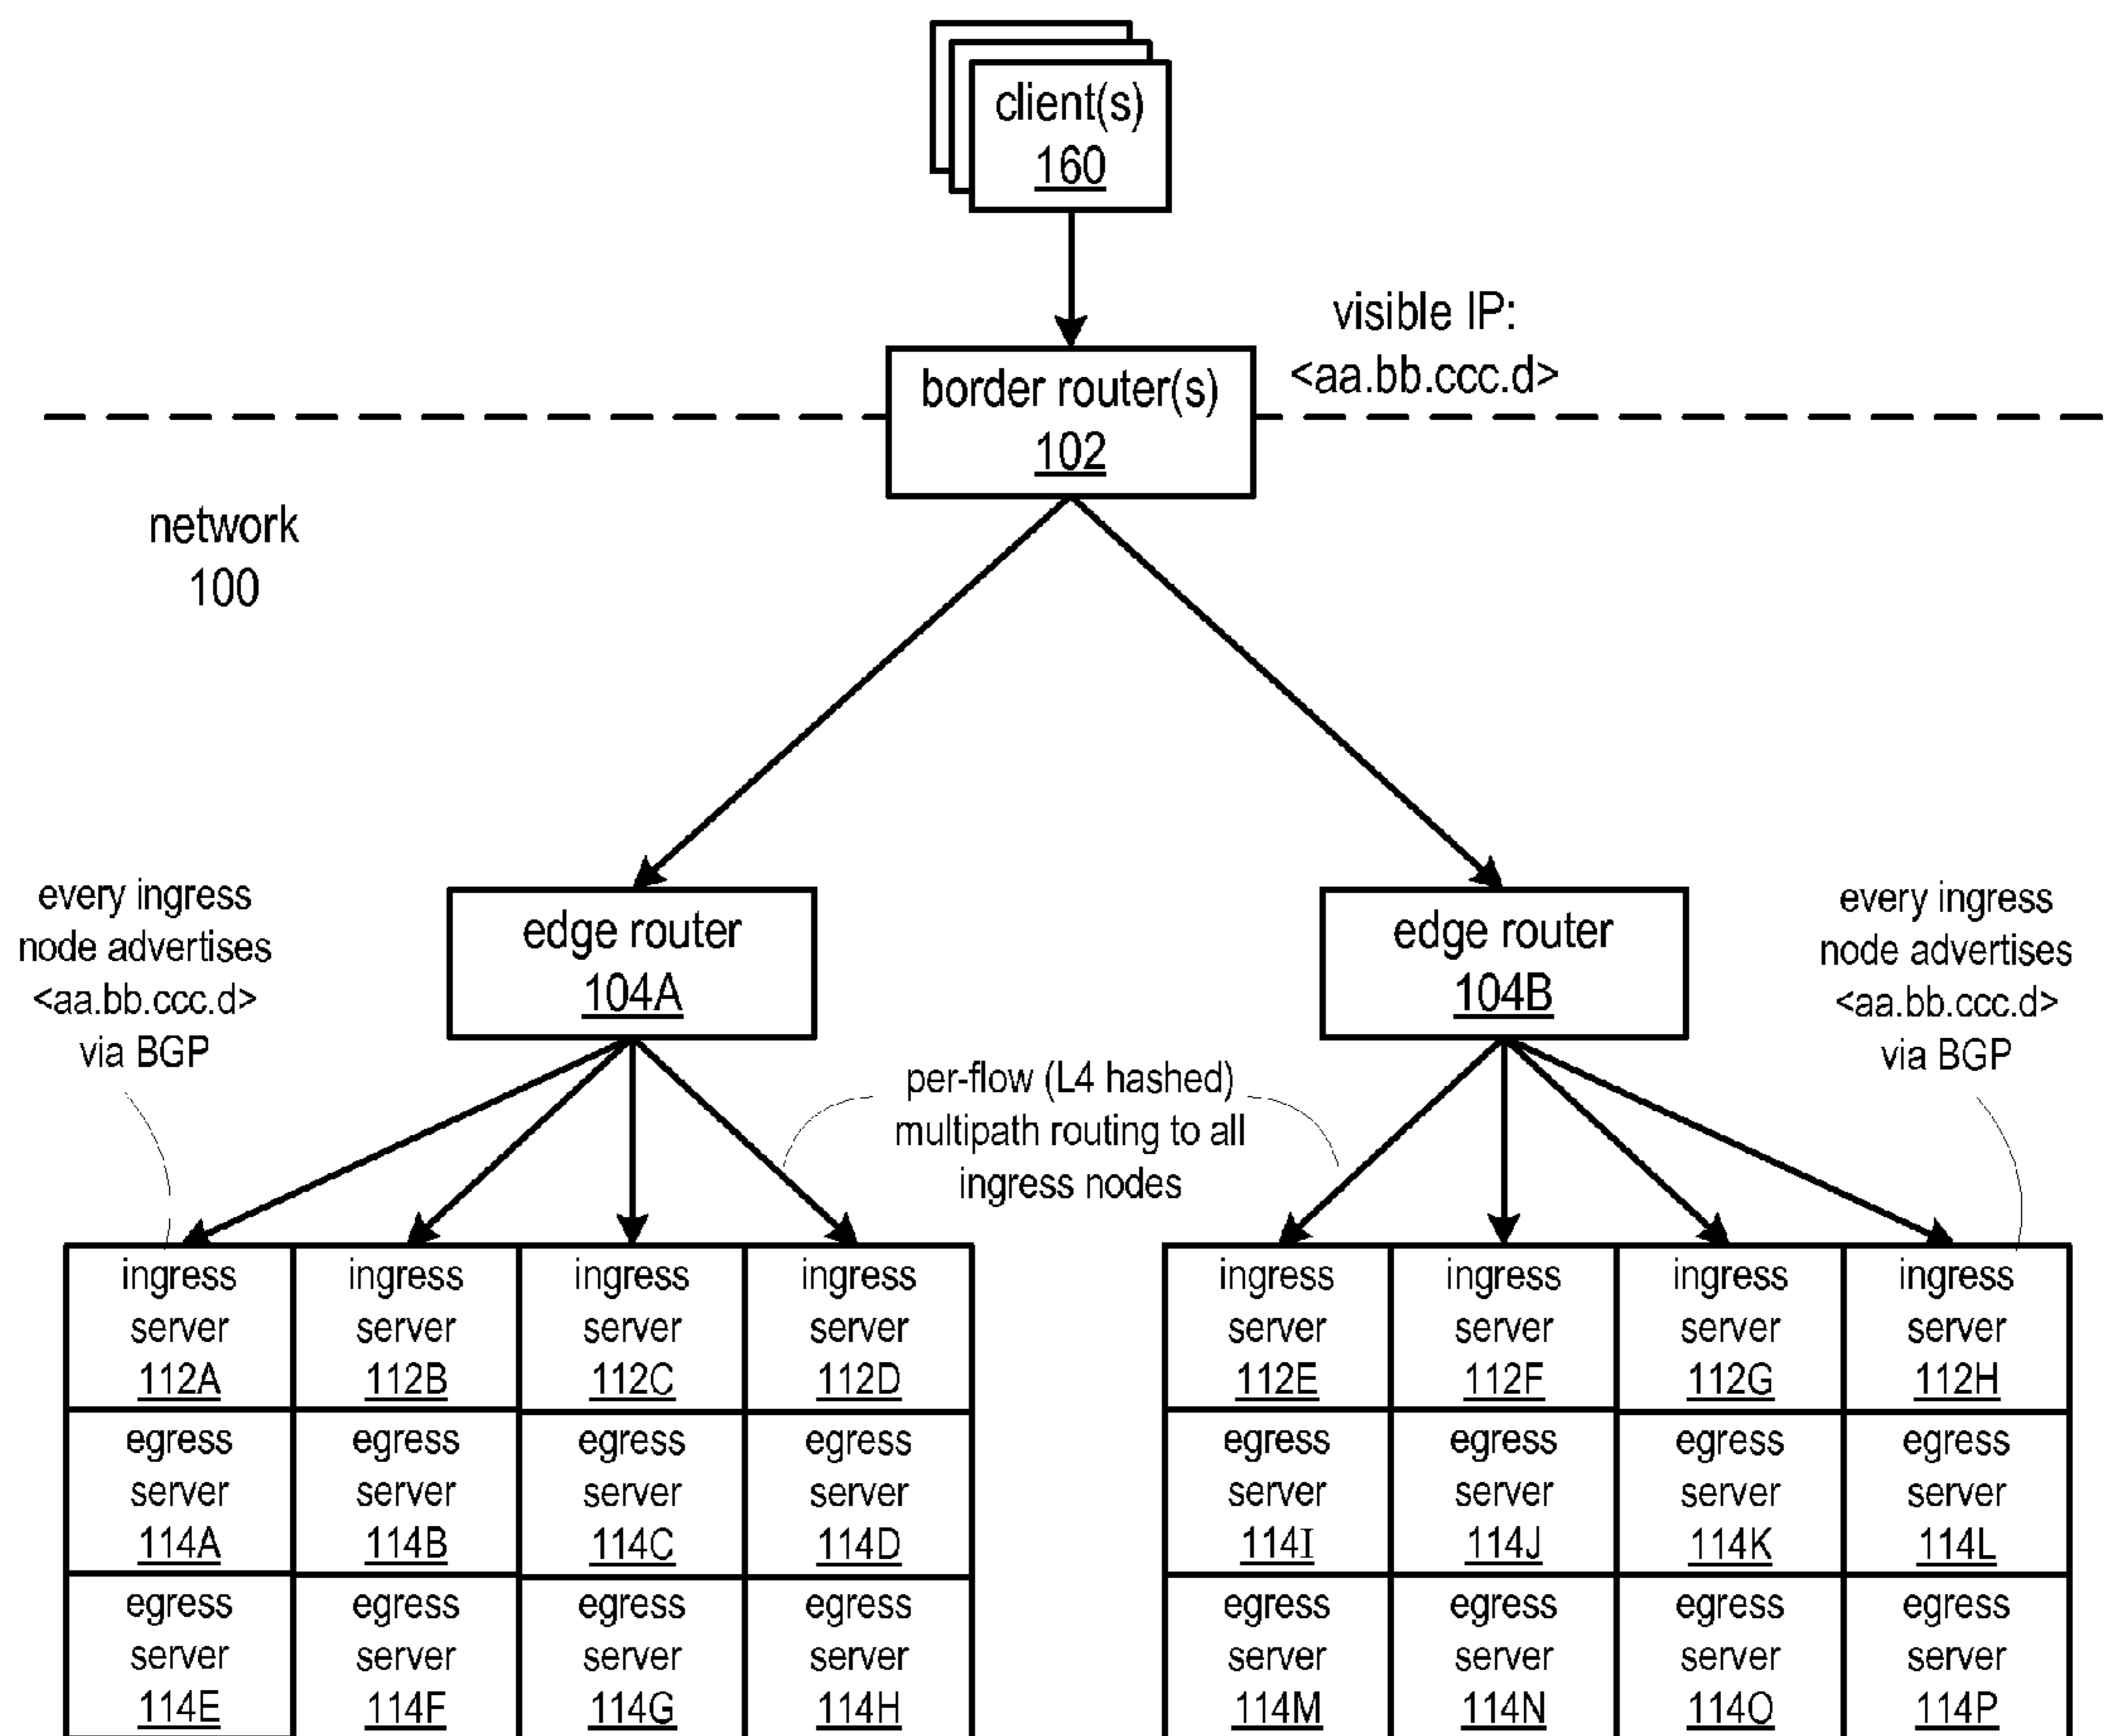 client(s)
160
visible IP:
<aa.bb.ccc.d>
border router(s)
102
network
100
every ingress
node advertises
<aa.bb.ccc.d>
via BGP
edge router
104A
edge router
104B
every ingress
node advertises
<aa.bb.ccc.d>
via BGP
per-flow (L4 hashed)
multipath routing to all
ingress nodes
ingress
server
112A
ingress
server
112B
ingress
server
112C
ingress
server
112D
ingress
server
112E
ingress
server
112F
ingress
server
112G
ingress
server
112H
egress
server
114A
egress
server
114B
egress
server
114C
egress
server
114D
egress
server
114I
egress
server
114J
egress
server
114K
egress
server
114L
egress
server
114E
egress
server
114F
egress
server
114G
egress
server
114H
egress
server
114M
egress
server
114N
egress
server
114O
egress
server
114P